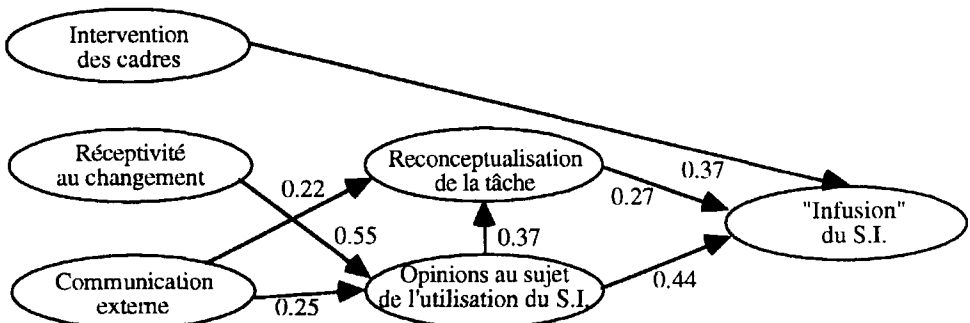 Intervention
des cadres
Réceptivité
au changement
Reconceptualisation
de la tâche
0.37
0.22
0.27
"Infusion"
du S.I.
0.55
0.37
Communication
externe
0.25
Opinions au sujet
de l'utilisation du S.I.
0.44